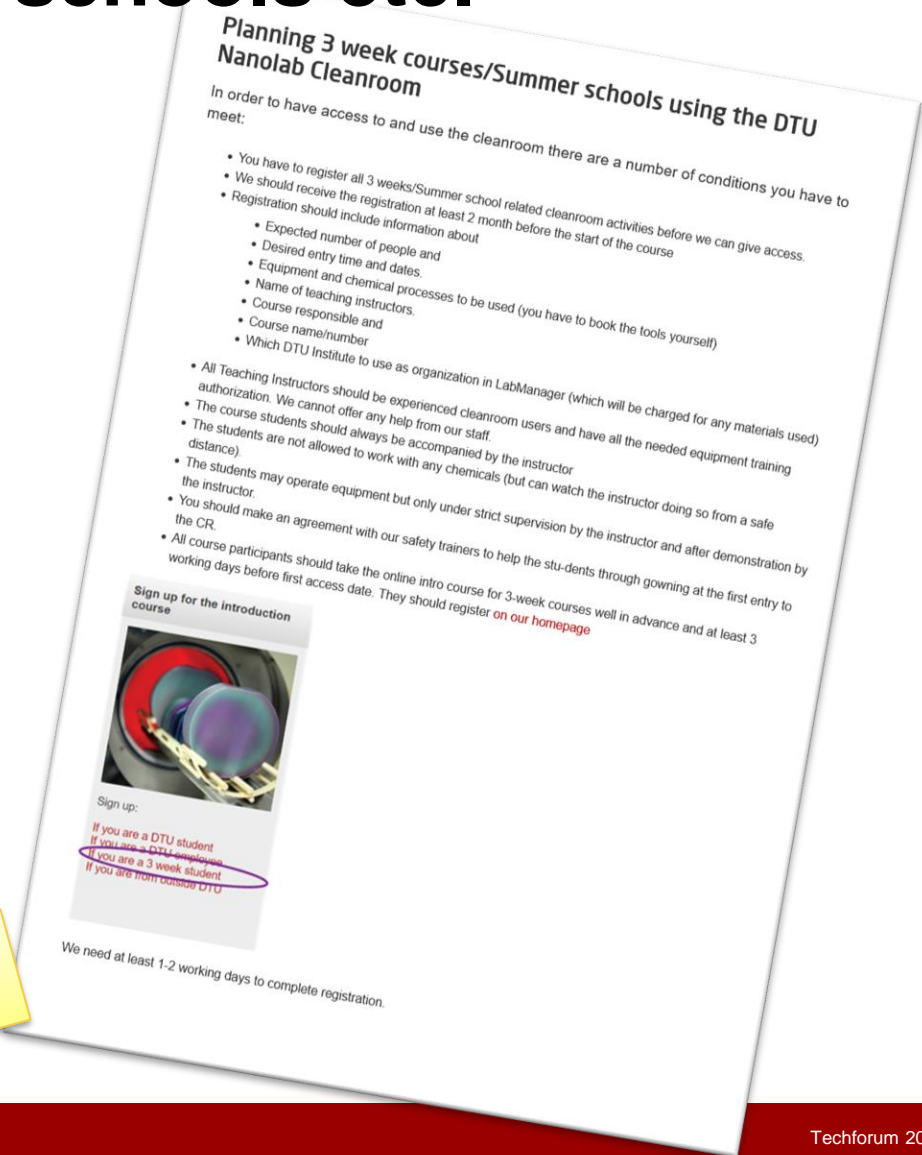 schools etc.
Planning 3 week courses/Summer schools using the DTU
Nanolab Cleanroom
In order to have access to and use the cleanroom there are a number of conditions you have to
meet:
• You have to register all 3 weeks/Summer school related cleanroom activities before we can give access.
• We should receive the registration at least 2 month before the start of the course
• Registration should include information about
• Expected number of people and
• Desired entry time and dates.
• Equipment and chemical processes to be used (you have to book the tools yourself)
• Name of teaching instructors.
• Course responsible and
• Course name/number
• Which DTU Institute to use as organization in LabManager (which will be charged for any materials used)
• All Teaching Instructors should be experienced cleanroom users and have all the needed equipment training
authorization. We cannot offer any help from our staff.
• The course students should always be accompanied by the instructor
• The students are not allowed to work with any chemicals (but can watch the instructor doing so from a safe
distance).
• The students may operate equipment but only under strict supervision by the instructor and after demonstration by
the instructor.
• You should make an agreement with our safety trainers to help the stu-dents through gowning at the first entry to
the CR.
• All course participants should take the online intro course for 3-week courses well in advance and at least 3
working days before first access date. They should register on our homepage
Sign up for the introduction
course
Sign up:
If you are a DTU student
If you are a DTU employee
If you are a 3 week student
If you are from outside DTU
We need at least 1-2 working days to complete registration.
Techforum 20